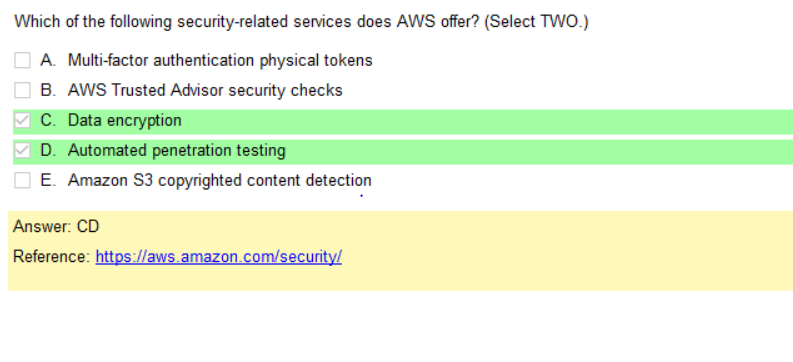 Which of the following security-related services does AWS offer? (Select TWO.)
A. Multi-factor authentication physical tokens
B. AWS Trusted Advisor security checks
C. Data encryption
D. Automated penetration testing
E. Amazon S3 copyrighted content detection
Answer: CD
Reference: https://aws.amazon.com/security/